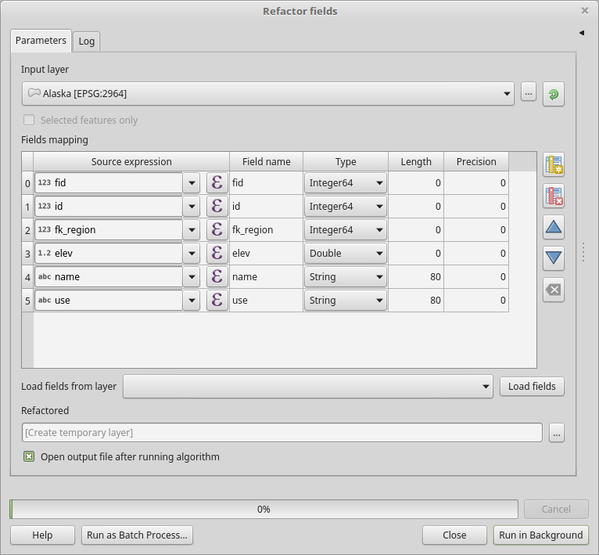 Refactor fields
Parameters Log
Input layer
Alaska [EPSG:2964] ...
Selected features only
Fields mapping
Source expression Field name Type Length Precision
0 123 fid ε fid Integer64 0 0
1 123 id ε id Integer64 0 0
2 123 fk_region ε fk_region Integer64 0 0
3 1.2 elev ε elev Double 0 0
4 abc name ε name String 80 0
5 abc use ε use String 80 0
Load fields from layer Load fields
Refactored
[Create temporary layer] ...
Open output file after running algorithm
0% Cancel
Help Run as Batch Process... Close Run in Background